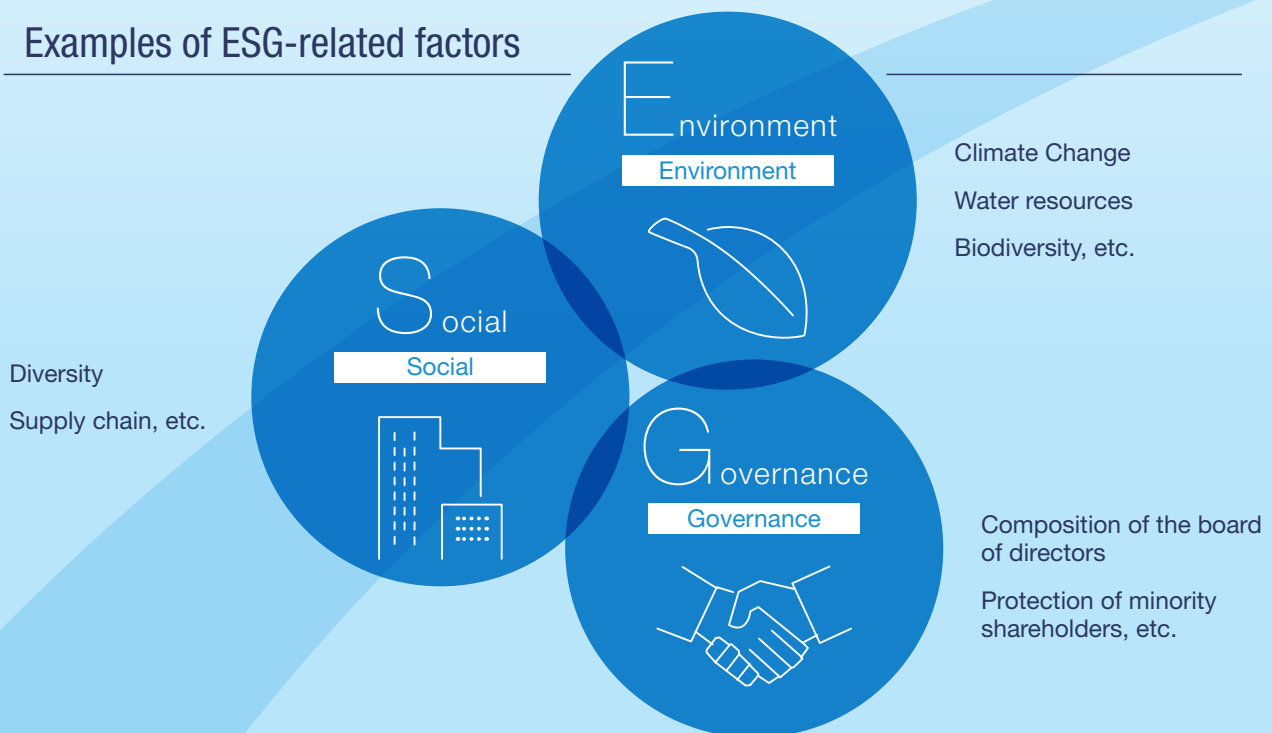 Examples of ESG-related factors
Environment
Environment
Climate Change
Water resources
Biodiversity, etc.
Social
Social
Diversity
Supply chain, etc.
Governance
Governance
Composition of the board
of directors
Protection of minority
shareholders, etc.